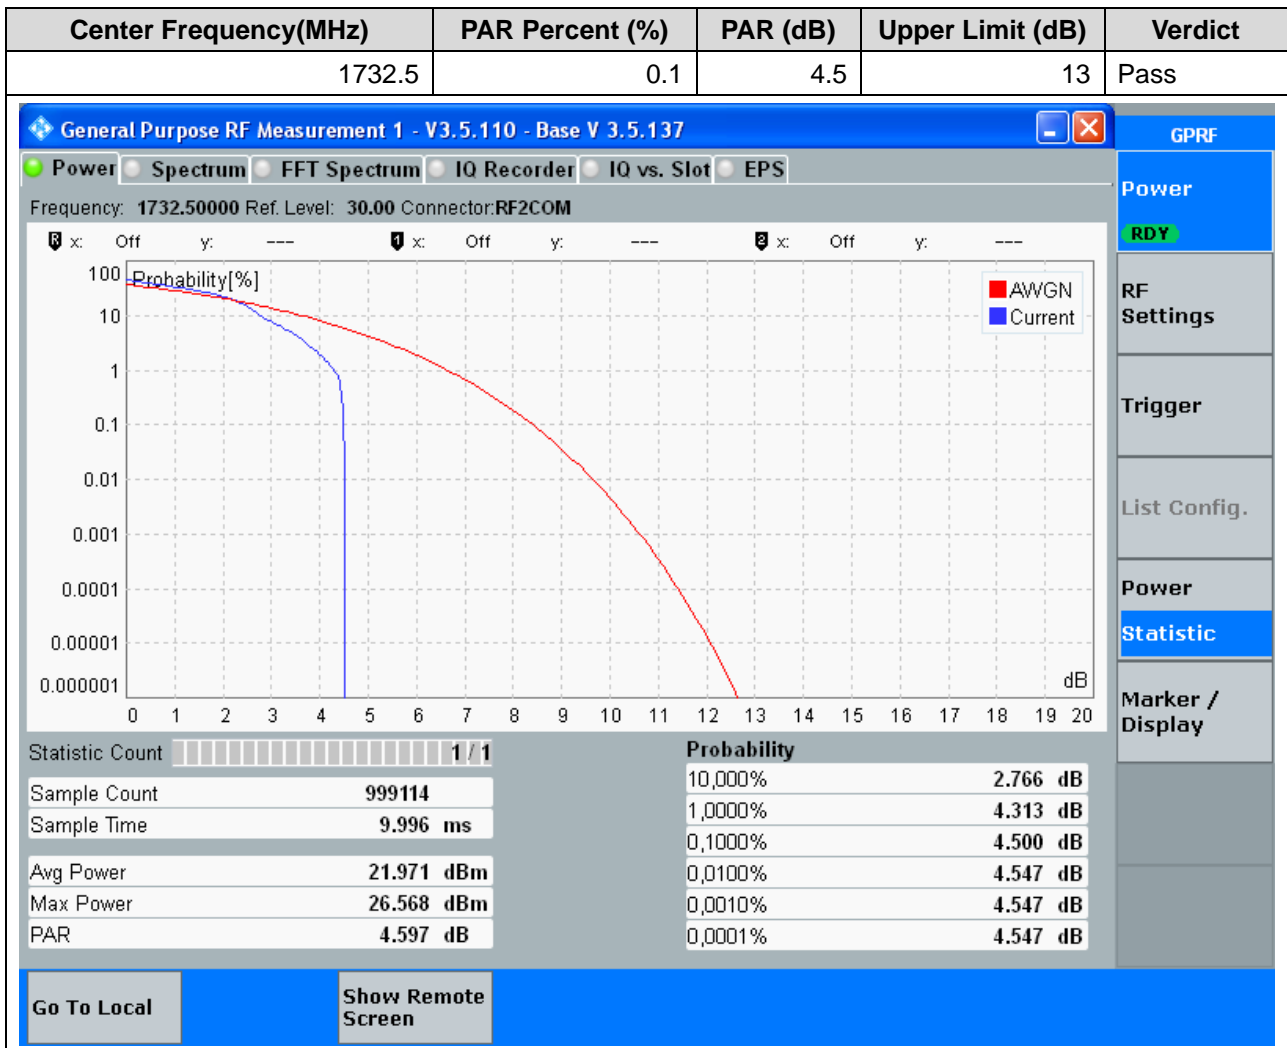 Center Frequency(MHz) PAR Percent (%) PAR (dB) Upper Limit (dB) Verdict
1732.5 0.1 4.5 13 Pass
General Purpose RF Measurement 1 - V3.5.110 - Base V 3.5.137
GPRF
Power Spectrum FFT Spectrum IQ Recorder IQ vs. Slot EPS
Power
RDY
Frequency: 1732.50000 Ref. Level: 30.00 Connector:RF2COM
R x: Off y: --- 1 x: Off y: --- 2 x: Off y: ---
Probability[%]
AWGN
Current
100
10
1
0.1
0.01
0.001
0.0001
0.00001
0.000001
dB
0 1 2 3 4 5 6 7 8 9 10 11 12 13 14 15 16 17 18 19 20
RF
Settings
Trigger
List Config.
Power
Statistic
Marker /
Display
Statistic Count 1 / 1
Sample Count 999114
Sample Time 9.996 ms
Avg Power 21.971 dBm
Max Power 26.568 dBm
PAR 4.597 dB
Probability
10,000% 2.766 dB
1,0000% 4.313 dB
0,1000% 4.500 dB
0,0100% 4.547 dB
0,0010% 4.547 dB
0,0001% 4.547 dB
Go To Local
Show Remote
Screen